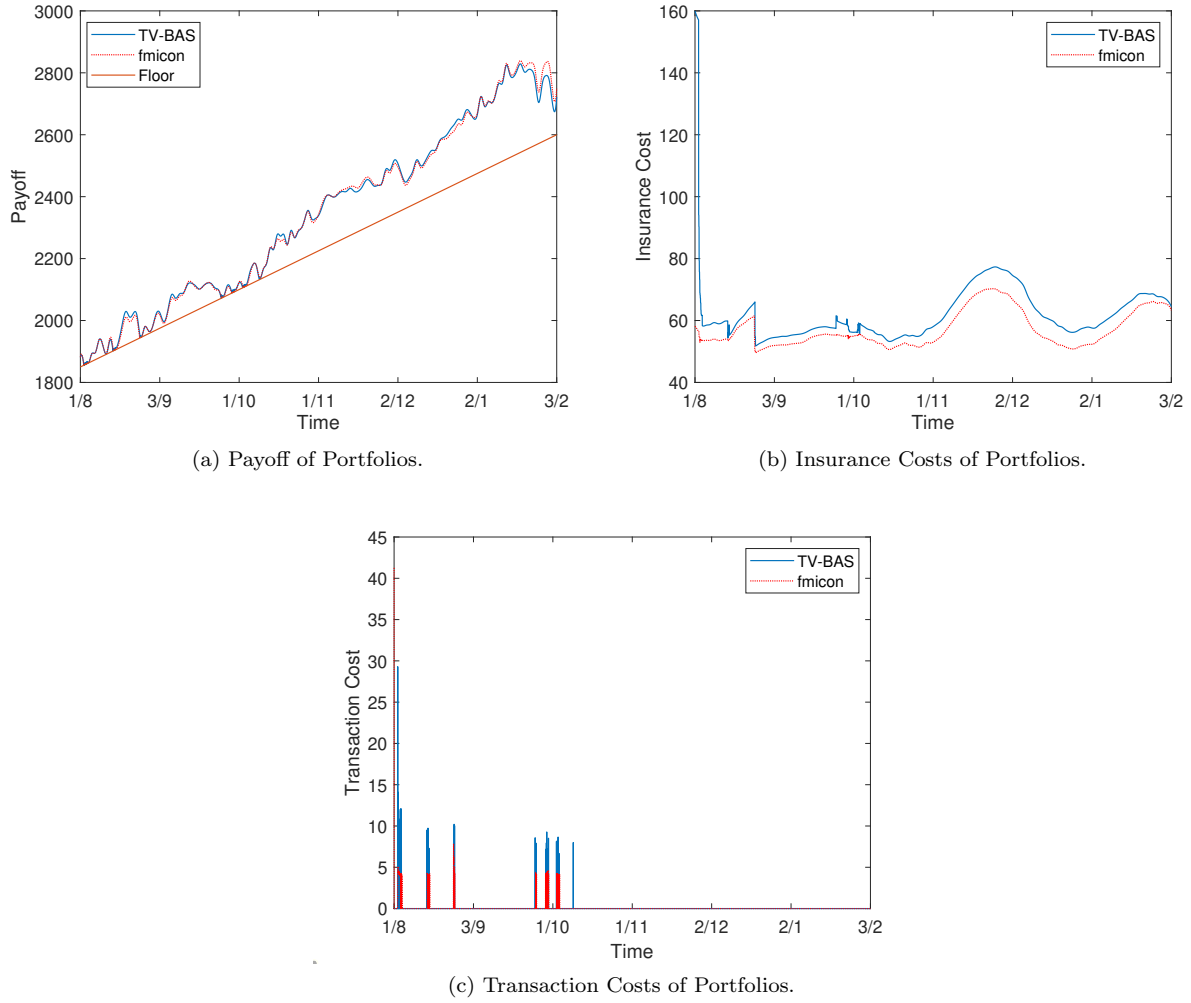 3000
2800
2600
2400
2200
2000
1800
Payoff
TV-BAS
fmicon
Floor
1/8 3/9 1/10 1/11 2/12 2/1 3/2
Time
(a) Payoff of Portfolios.
160
140
120
100
80
60
40
Insurance Cost
TV-BAS
fmicon
1/8 3/9 1/10 1/11 2/12 2/1 3/2
Time
(b) Insurance Costs of Portfolios.
45
40
35
30
25
20
15
10
5
0
Transaction Cost
TV-BAS
fmicon
1/8 3/9 1/10 1/11 2/12 2/1 3/2
Time
(c) Transaction Costs of Portfolios.